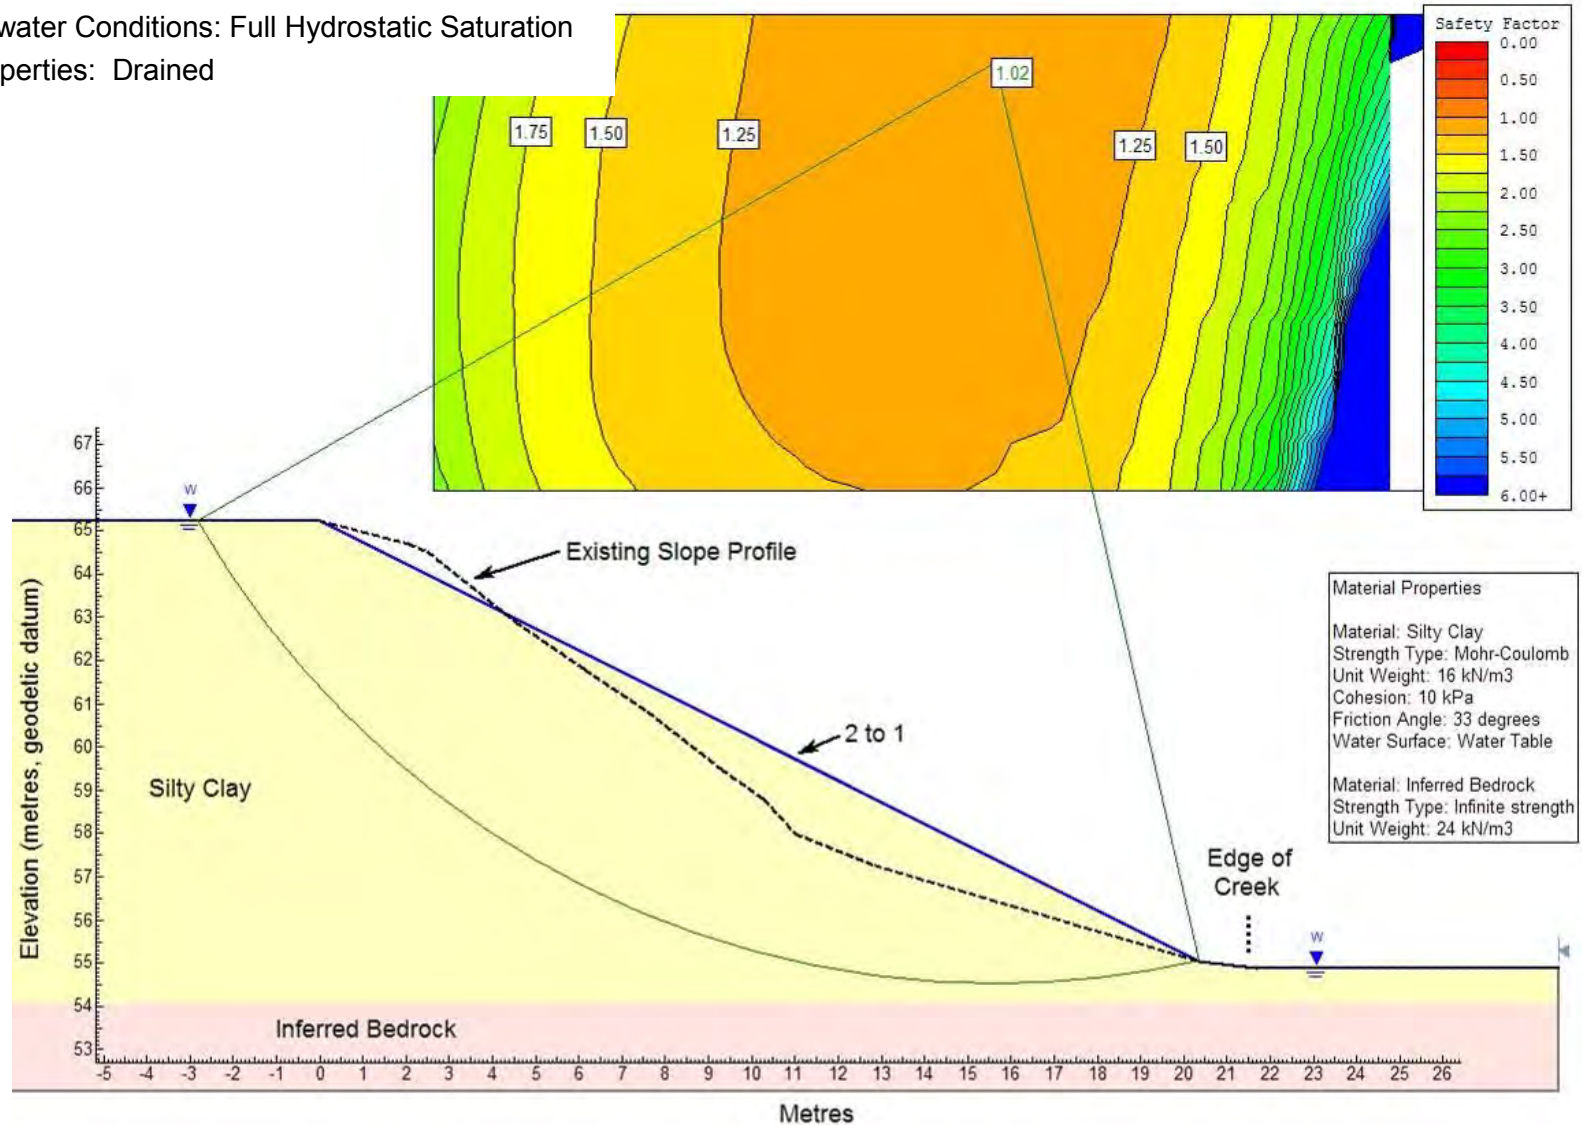 water Conditions: Full Hydrostatic Saturation
perties: Drained
Safety Factor
0.00
0.50
1.00
1.50
2.00
2.50
3.00
3.50
4.00
4.50
5.00
5.50
6.00+
1.02
1.75
1.50
1.25
1.25
1.50
67
66
65
64
63
62
61
60
59
58
57
56
55
54
53
Elevation (metres, geodetic datum)
W
Existing Slope Profile
2 to 1
Silty Clay
Edge of
Creek
W
Inferred Bedrock
Material Properties
Material: Silty Clay
Strength Type: Mohr-Coulomb
Unit Weight: 16 kN/m3
Cohesion: 10 kPa
Friction Angle: 33 degrees
Water Surface: Water Table
Material: Inferred Bedrock
Strength Type: Infinite strength
Unit Weight: 24 kN/m3
-5 -4 -3 -2 -1 0 1 2 3 4 5 6 7 8 9 10 11 12 13 14 15 16 17 18 19 20 21 22 23 24 25 26
Metres